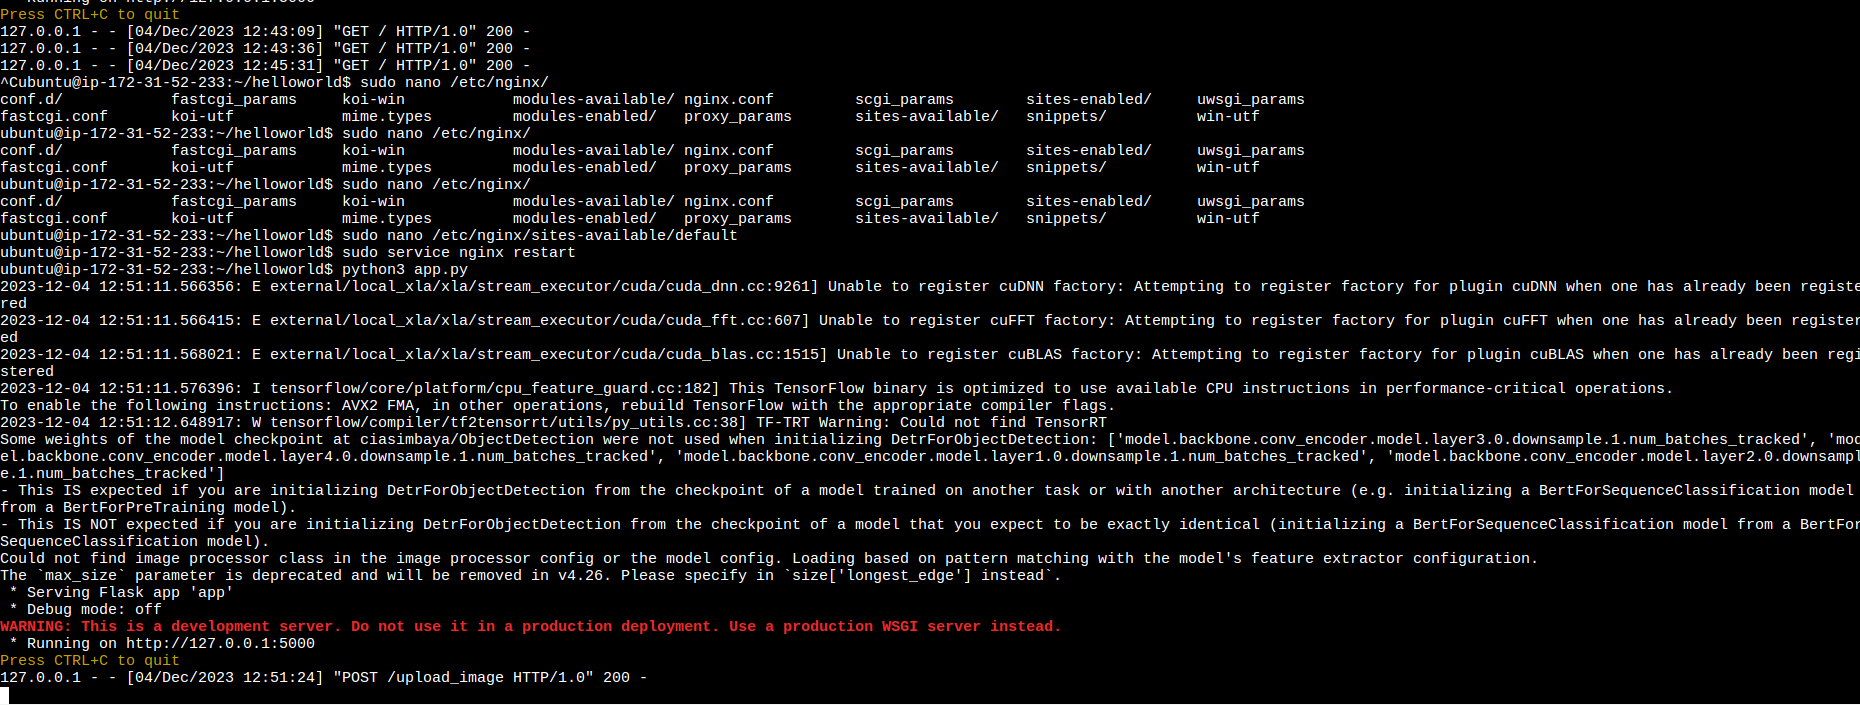 * Running on http://127.0.0.1:5000
Press CTRL+C to quit
127.0.0.1 - - [04/Dec/2023 12:43:09] "GET / HTTP/1.0" 200 -
127.0.0.1 - - [04/Dec/2023 12:43:36] "GET / HTTP/1.0" 200 -
127.0.0.1 - - [04/Dec/2023 12:45:31] "GET / HTTP/1.0" 200 -
^Cubuntu@ip-172-31-52-233:~/helloworld$ sudo nano /etc/nginx/
conf.d/ fastcgi_params koi-win modules-available/ nginx.conf scgi_params sites-enabled/ uwsgi_params
fastcgi.conf koi-utf mime.types modules-enabled/ proxy_params sites-available/ snippets/ win-utf
ubuntu@ip-172-31-52-233:~/helloworld$ sudo nano /etc/nginx/
conf.d/ fastcgi_params koi-win modules-available/ nginx.conf scgi_params sites-enabled/ uwsgi_params
fastcgi.conf koi-utf mime.types modules-enabled/ proxy_params sites-available/ snippets/ win-utf
ubuntu@ip-172-31-52-233:~/helloworld$ sudo nano /etc/nginx/
conf.d/ fastcgi_params koi-win modules-available/ nginx.conf scgi_params sites-enabled/ uwsgi_params
fastcgi.conf koi-utf mime.types modules-enabled/ proxy_params sites-available/ snippets/ win-utf
ubuntu@ip-172-31-52-233:~/helloworld$ sudo nano /etc/nginx/sites-available/default
ubuntu@ip-172-31-52-233:~/helloworld$ sudo service nginx restart
ubuntu@ip-172-31-52-233:~/helloworld$ python3 app.py
2023-12-04 12:51:11.566356: E external/local_xla/xla/stream_executor/cuda/cuda_dnn.cc:9261] Unable to register cuDNN factory: Attempting to register factory for plugin cuDNN when one has already been registe
red
2023-12-04 12:51:11.566415: E external/local_xla/xla/stream_executor/cuda/cuda_fft.cc:607] Unable to register cuFFT factory: Attempting to register factory for plugin cuFFT when one has already been register
ed
2023-12-04 12:51:11.568021: E external/local_xla/xla/stream_executor/cuda/cuda_blas.cc:1515] Unable to register cuBLAS factory: Attempting to register factory for plugin cuBLAS when one has already been regi
stered
2023-12-04 12:51:11.576396: I tensorflow/core/platform/cpu_feature_guard.cc:182] This TensorFlow binary is optimized to use available CPU instructions in performance-critical operations.
To enable the following instructions: AVX2 FMA, in other operations, rebuild TensorFlow with the appropriate compiler flags.
2023-12-04 12:51:12.648917: W tensorflow/compiler/tf2tensorrt/utils/py_utils.cc:38] TF-TRT Warning: Could not find TensorRT
Some weights of the model checkpoint at ciasimbaya/ObjectDetection were not used when initializing DetrForObjectDetection: ['model.backbone.conv_encoder.model.layer3.0.downsample.1.num_batches_tracked', 'mod
el.backbone.conv_encoder.model.layer4.0.downsample.1.num_batches_tracked', 'model.backbone.conv_encoder.model.layer1.0.downsample.1.num_batches_tracked', 'model.backbone.conv_encoder.model.layer2.0.downsampl
e.1.num_batches_tracked']
- This IS expected if you are initializing DetrForObjectDetection from the checkpoint of a model trained on another task or with another architecture (e.g. initializing a BertForSequenceClassification model
from a BertForPreTraining model).
- This IS NOT expected if you are initializing DetrForObjectDetection from the checkpoint of a model that you expect to be exactly identical (initializing a BertForSequenceClassification model from a BertFor
SequenceClassification model).
Could not find image processor class in the image processor config or the model config. Loading based on pattern matching with the model's feature extractor configuration.
The `max_size` parameter is deprecated and will be removed in v4.26. Please specify in `size['longest_edge'] instead`.
* Serving Flask app 'app'
* Debug mode: off
WARNING: This is a development server. Do not use it in a production deployment. Use a production WSGI server instead.
* Running on http://127.0.0.1:5000
Press CTRL+C to quit
127.0.0.1 - - [04/Dec/2023 12:51:24] "POST /upload_image HTTP/1.0" 200 -